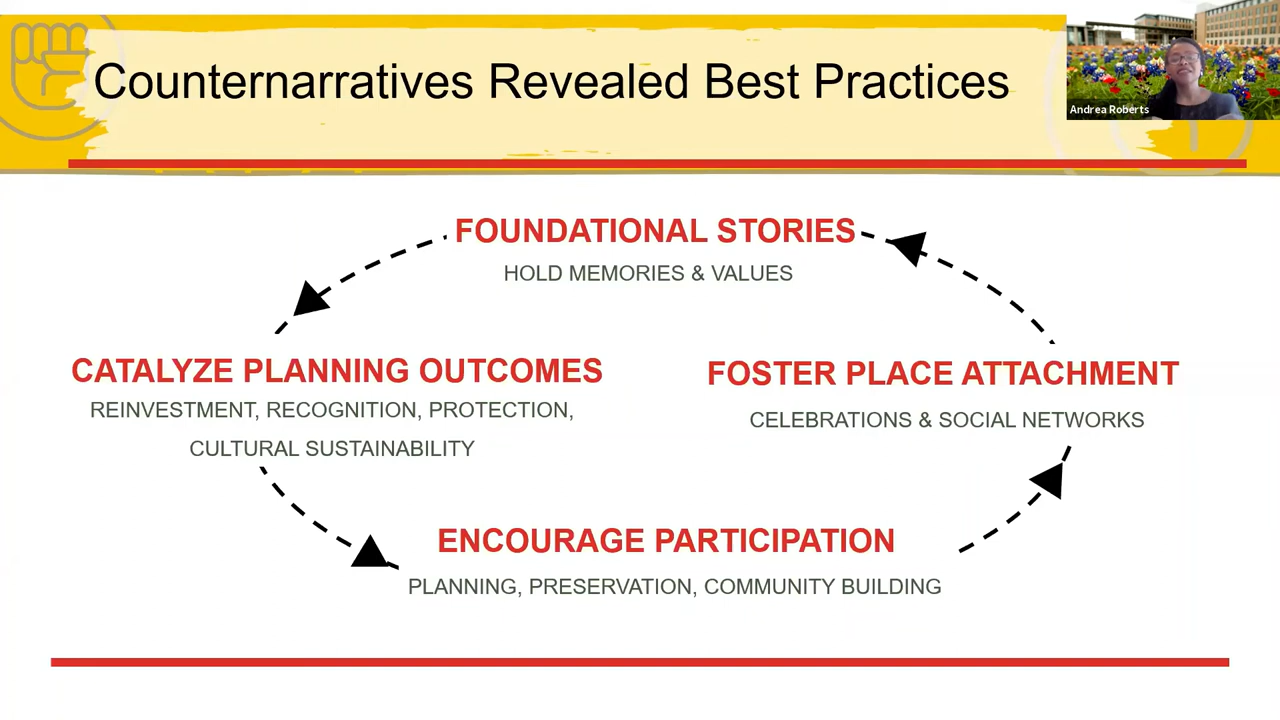 Counternarratives Revealed Best Practices
Andrea Roberts
FOUNDATIONAL STORIES
HOLD MEMORIES & VALUES
CATALYZE PLANNING OUTCOMES
REINVESTMENT, RECOGNITION, PROTECTION,
CULTURAL SUSTAINABILITY
FOSTER PLACE ATTACHMENT
CELEBRATIONS & SOCIAL NETWORKS
ENCOURAGE PARTICIPATION
PLANNING, PRESERVATION, COMMUNITY BUILDING